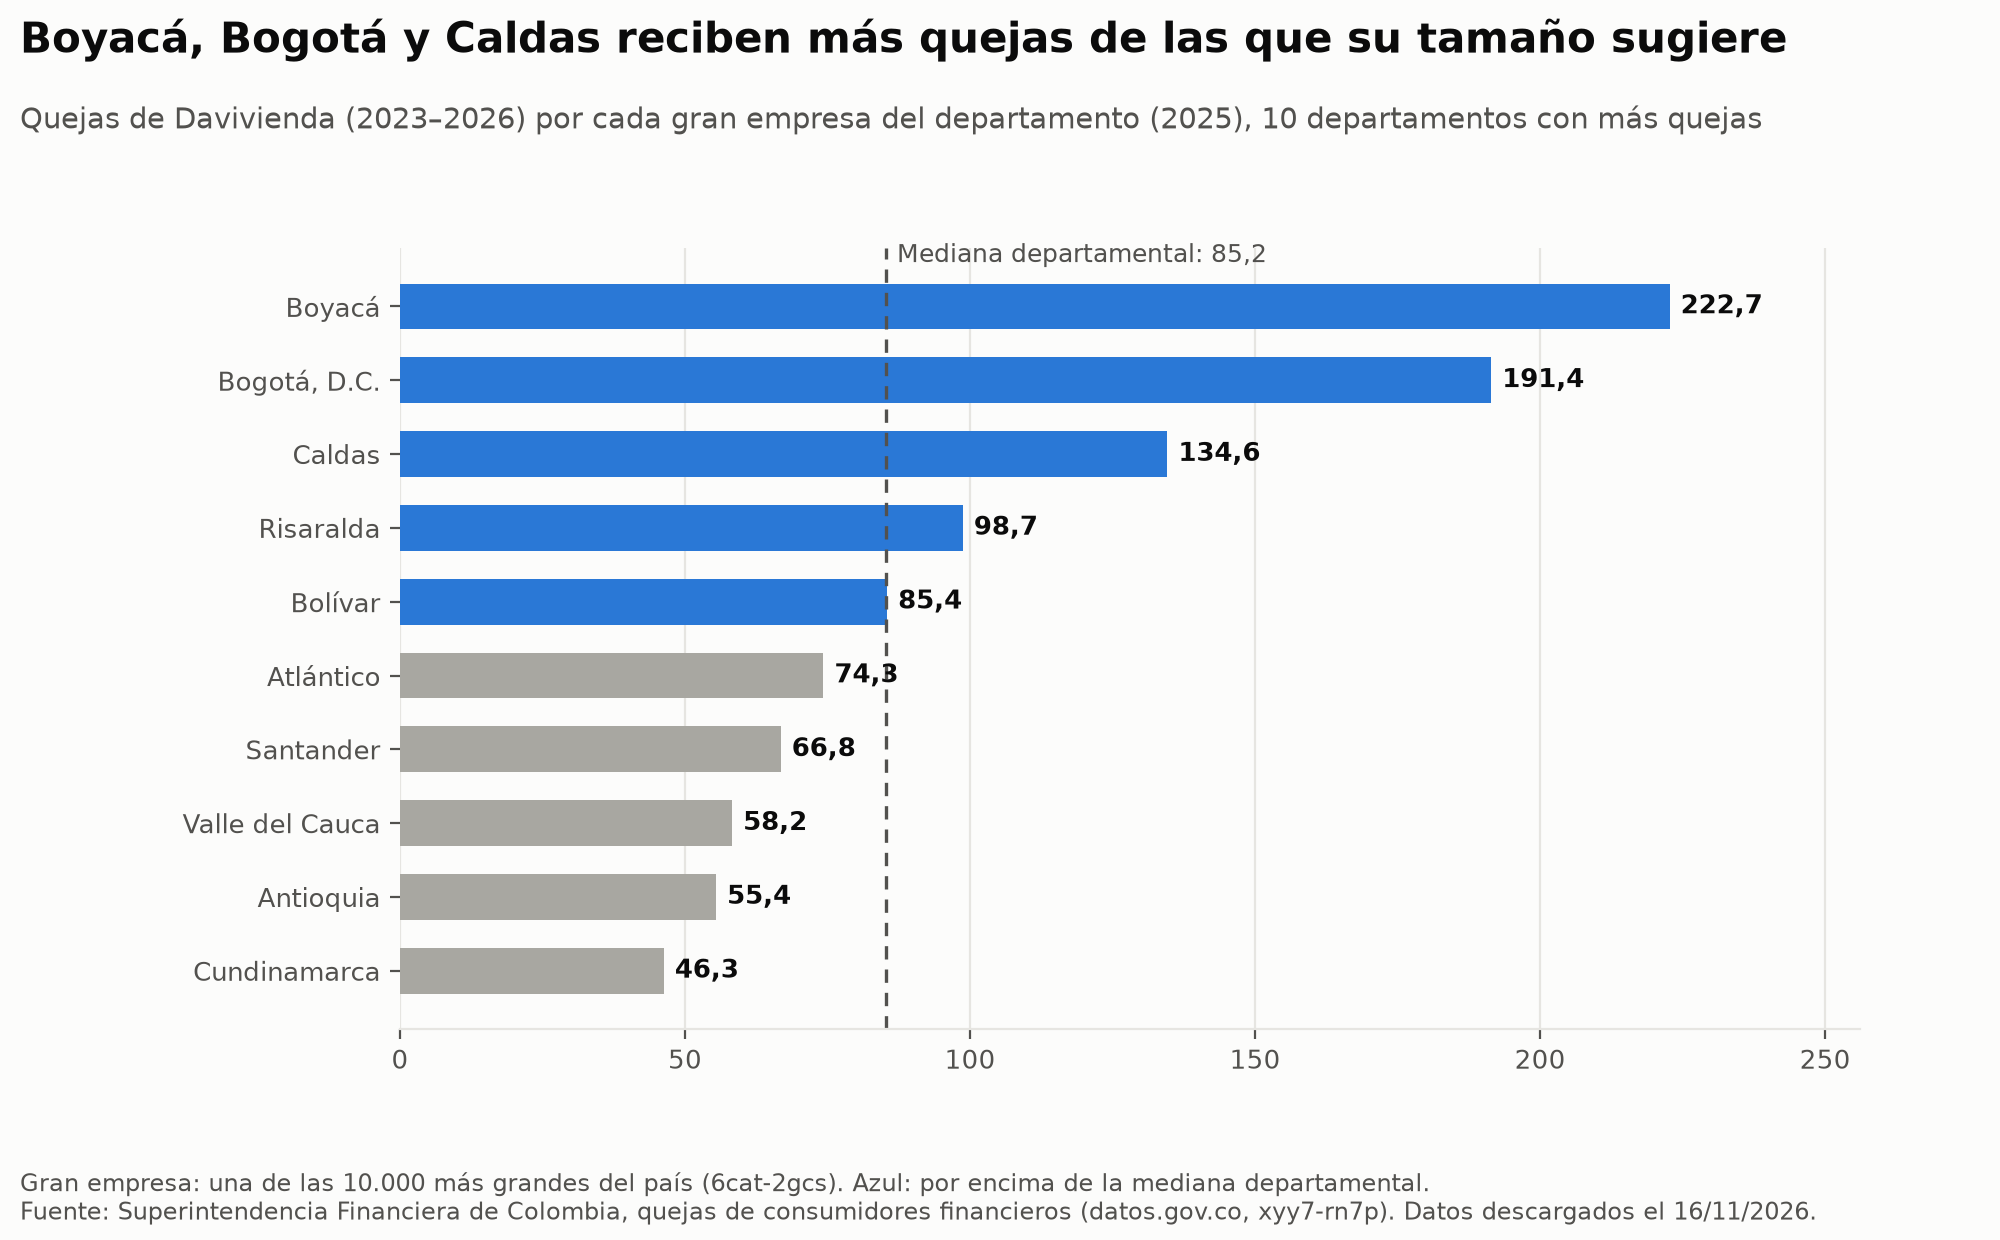 Boyacá, Bogotá y Caldas reciben más quejas de las que su tamaño sugiere
Quejas de Davivienda (2023–2026) por cada gran empresa del departamento (2025), 10 departamentos con más quejas
Mediana departamental: 85,2
Boyacá 222,7
Bogotá, D.C. 191,4
Caldas 134,6
Risaralda 98,7
Bolívar 85,4
Atlántico 74,3
Santander 66,8
Valle del Cauca 58,2
Antioquia 55,4
Cundinamarca 46,3
0 50 100 150 200 250
Gran empresa: una de las 10.000 más grandes del país (6cat-2gcs). Azul: por encima de la mediana departamental.
Fuente: Superintendencia Financiera de Colombia, quejas de consumidores financieros (datos.gov.co, xyy7-rn7p). Datos descargados el 16/11/2026.